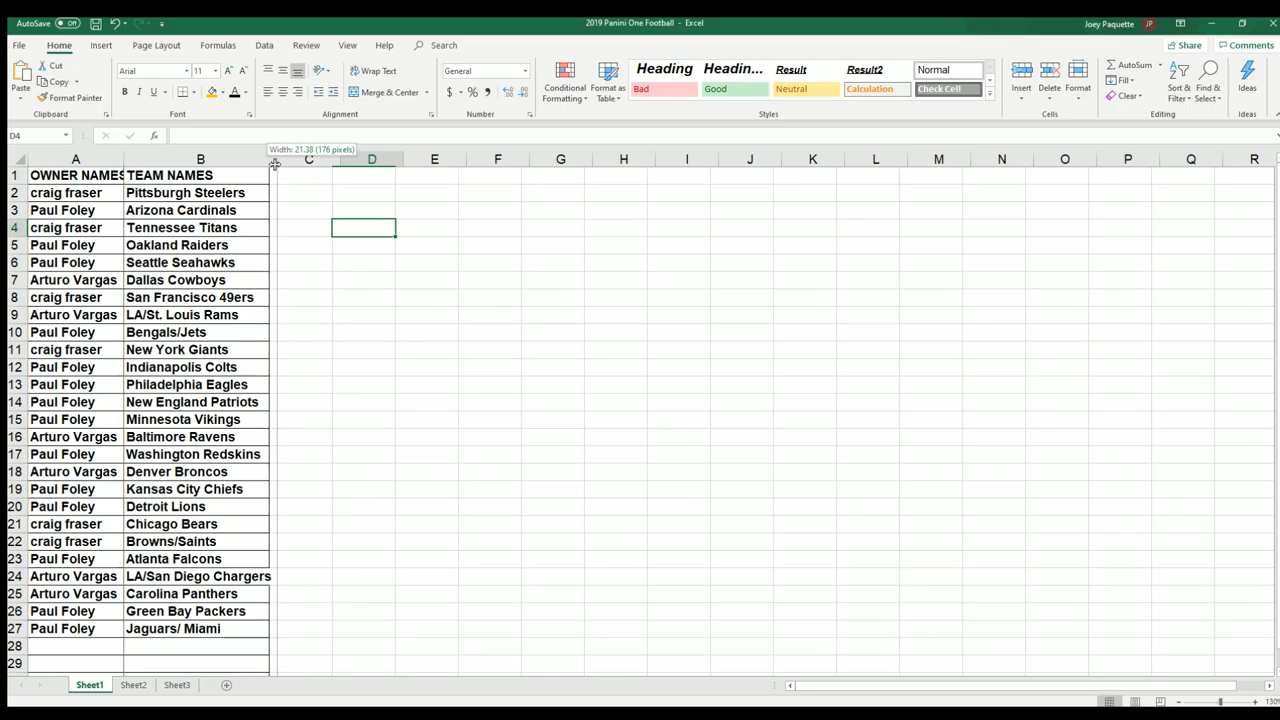 AutoSave Off 2019 Panini One Football - Excel Joey Paquette JP
File Home Insert Page Layout Formulas Data Review View Help Search Share Comments
Paste Cut Copy Format Painter Clipboard
Arial 11 A A B I U A Font
Wrap Text Merge & Center Alignment
General $ % Number
Conditional Formatting Format as Table
Heading Headin... Result Result2 Normal
Bad Good Neutral Calculation Check Cell
Styles
Insert Delete Format Cells
AutoSum Fill Clear Sort & Filter Find & Select Editing
Ideas Ideas
D4 fx
Width: 21.38 (176 pixels)
A B C D E F G H I J K L M N O P Q R
1 OWNER NAMES TEAM NAMES
2 craig fraser Pittsburgh Steelers
3 Paul Foley Arizona Cardinals
4 craig fraser Tennessee Titans
5 Paul Foley Oakland Raiders
6 Paul Foley Seattle Seahawks
7 Arturo Vargas Dallas Cowboys
8 craig fraser San Francisco 49ers
9 Arturo Vargas LA/St. Louis Rams
10 Paul Foley Bengals/Jets
11 craig fraser New York Giants
12 Paul Foley Indianapolis Colts
13 Paul Foley Philadelphia Eagles
14 Paul Foley New England Patriots
15 Paul Foley Minnesota Vikings
16 Arturo Vargas Baltimore Ravens
17 Paul Foley Washington Redskins
18 Arturo Vargas Denver Broncos
19 Paul Foley Kansas City Chiefs
20 Paul Foley Detroit Lions
21 craig fraser Chicago Bears
22 craig fraser Browns/Saints
23 Paul Foley Atlanta Falcons
24 Arturo Vargas LA/San Diego Chargers
25 Arturo Vargas Carolina Panthers
26 Paul Foley Green Bay Packers
27 Paul Foley Jaguars/ Miami
28
29
Sheet1 Sheet2 Sheet3